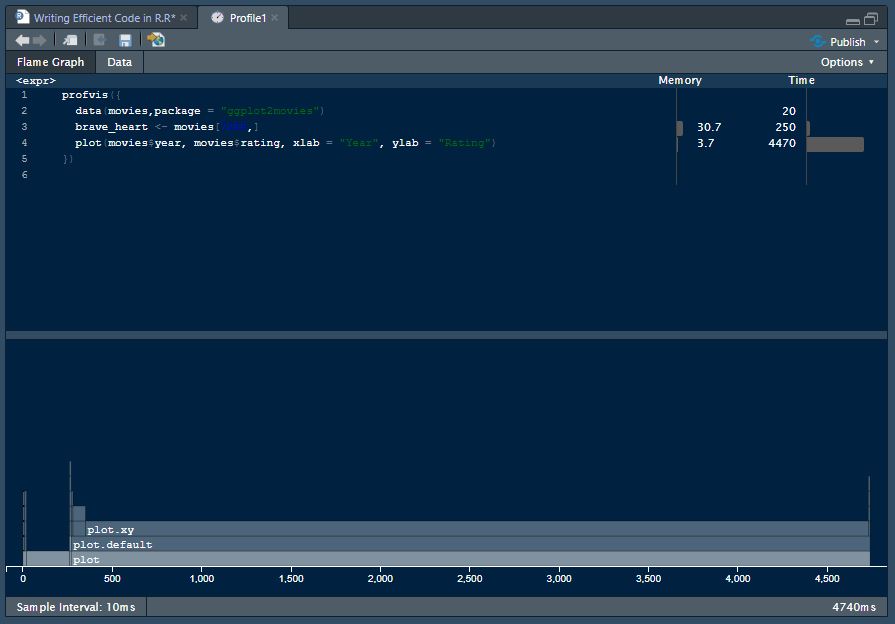 Writing Efficient Code in R.R* × Profile1 ×
Publish
Flame Graph Data Options
<expr> Memory Time
1 profvis({
2 data(movies,package = "ggplot2movies") 20
3 brave_heart <- movies[ ,] 30.7 250
4 plot(movies$year, movies$rating, xlab = "Year", ylab = "Rating") 3.7 4470
5 })
6
plot.xy
plot.default
plot
0 500 1,000 1,500 2,000 2,500 3,000 3,500 4,000 4,500
Sample Interval: 10ms 4740ms